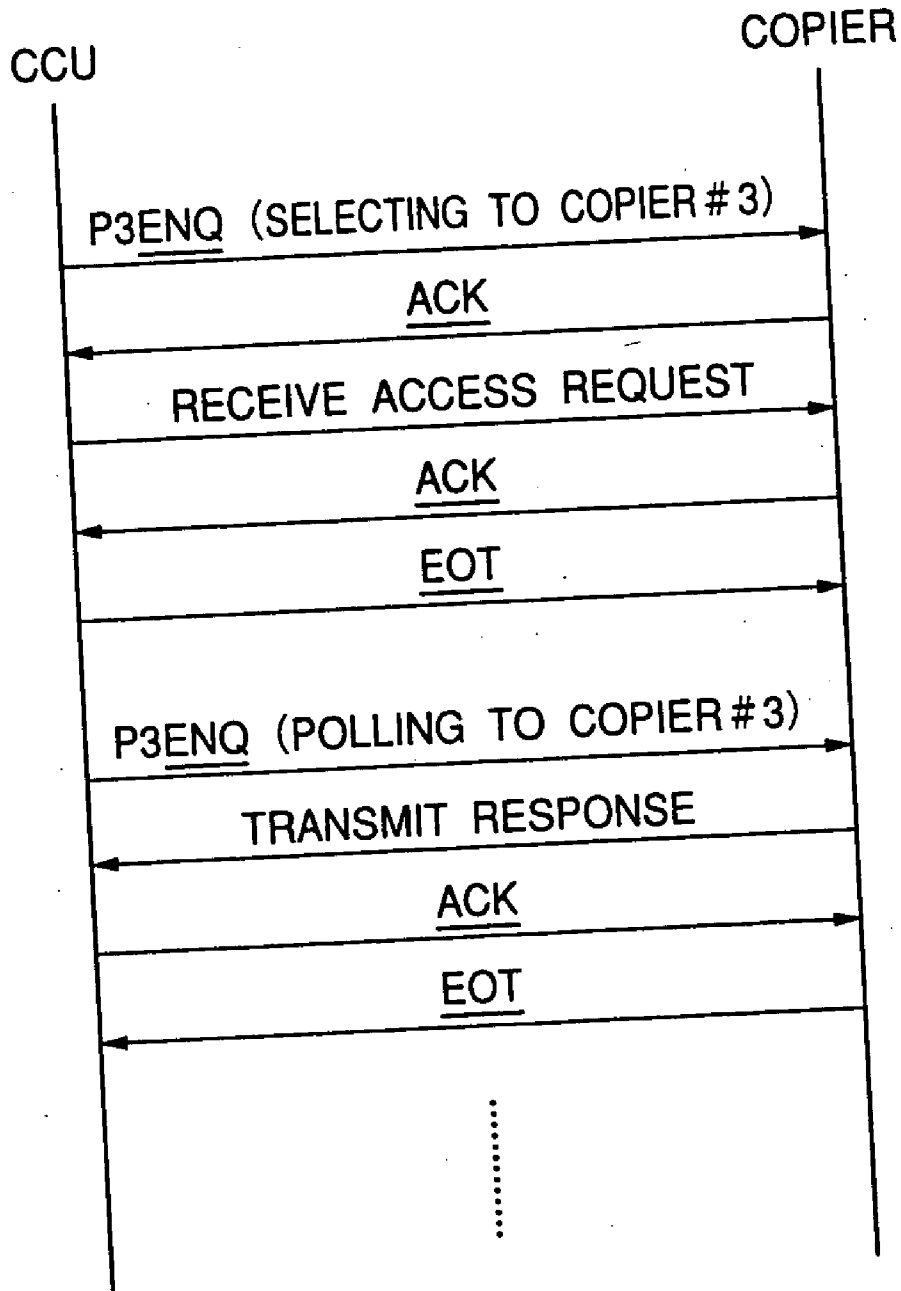 CCU
COPIER
P3ENQ (SELECTING TO COPIER#3)
ACK
RECEIVE ACCESS REQUEST
ACK
EOT
P3ENQ (POLLING TO COPIER#3)
TRANSMIT RESPONSE
ACK
EOT